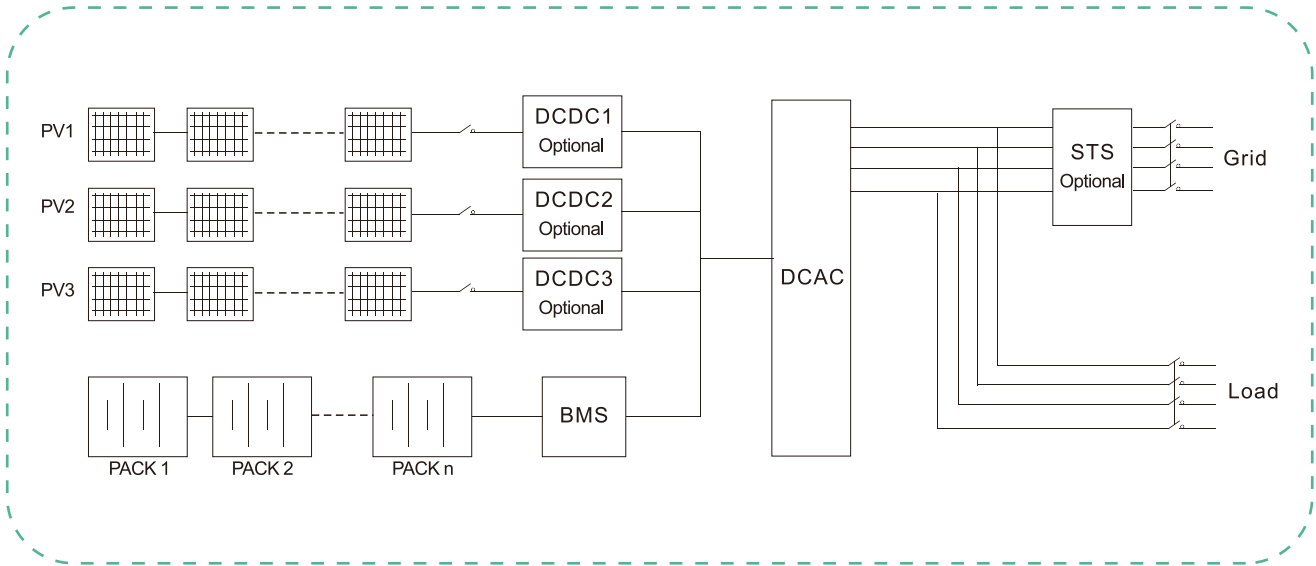 PV1
DCDC1
Optional
PV2
DCDC2
Optional
PV3
DCDC3
Optional
PACK 1
PACK 2
PACK n
BMS
DCAC
STS
Optional
Grid
Load